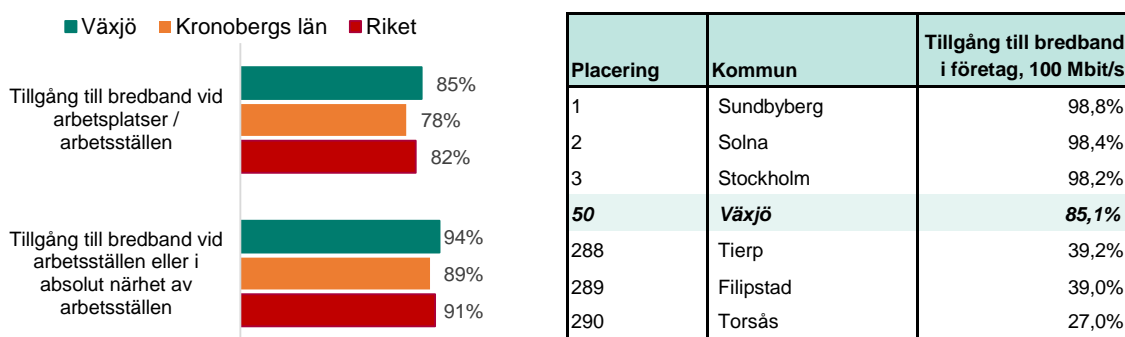 Växjö Kronobergs län Riket
Tillgång till bredband vid
arbetsplatser /
arbetsställen
85%
78%
82%
Tillgång till bredband vid
arbetsställen eller i
absolut närhet av
arbetsställen
94%
89%
91%
Placering Kommun Tillgång till bredband
i företag, 100 Mbit/s
1 Sundbyberg 98,8%
2 Solna 98,4%
3 Stockholm 98,2%
50 Växjö 85,1%
288 Tierp 39,2%
289 Filipstad 39,0%
290 Torsås 27,0%